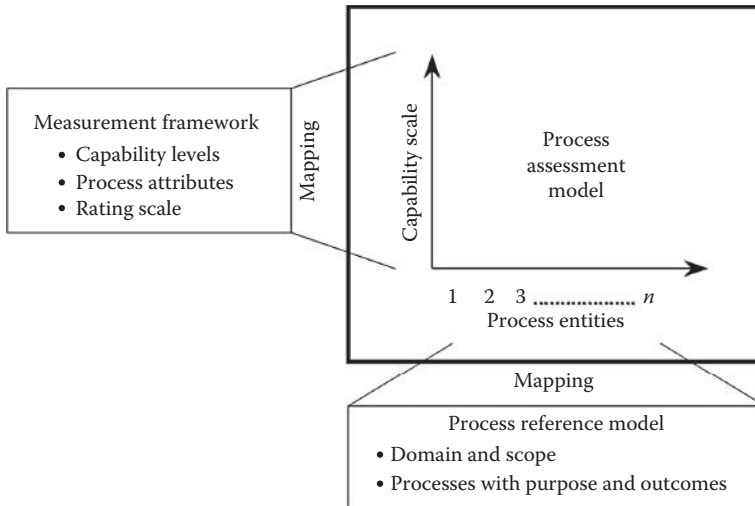 Measurement framework
• Capability levels
• Process attributes
• Rating scale
Mapping
Capability scale
Process
assessment
model
1 2 3 ................... n
Process entities
Mapping
Process reference model
• Domain and scope
• Processes with purpose and outcomes